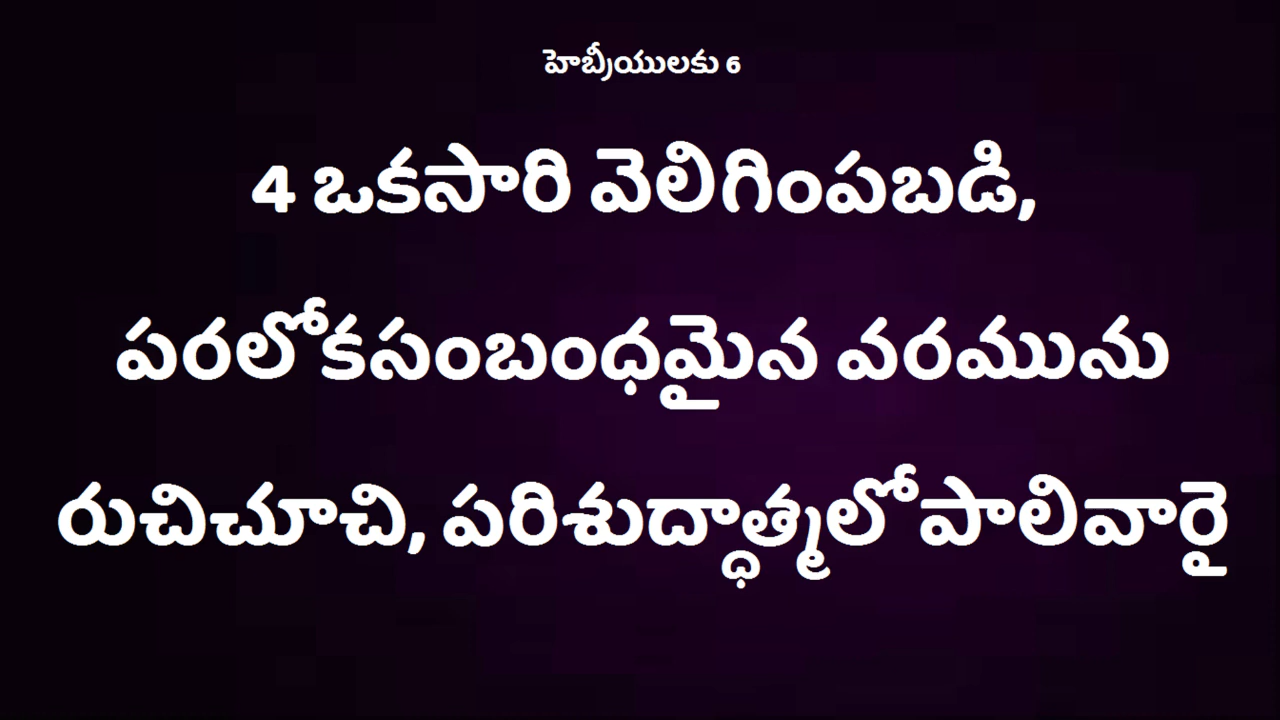 హెబ్రీయులకు 6
4 ఒకసారి వెలిగింపబడి,
పరలోకసంబంధమైన వరమును
రుచిచూచి, పరిశుద్ధాత్మలోపాలివారై